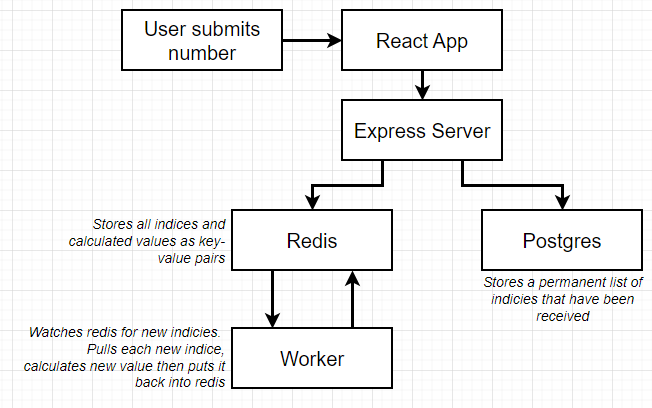 User submits
number
React App
Express Server
Stores all indices and
calculated values as key-
value pairs
Redis
Postgres
Stores a permanent list of
indicies that have been
received
Watches redis for new indicies.
Pulls each new indice,
calculates new value then puts it
back into redis
Worker